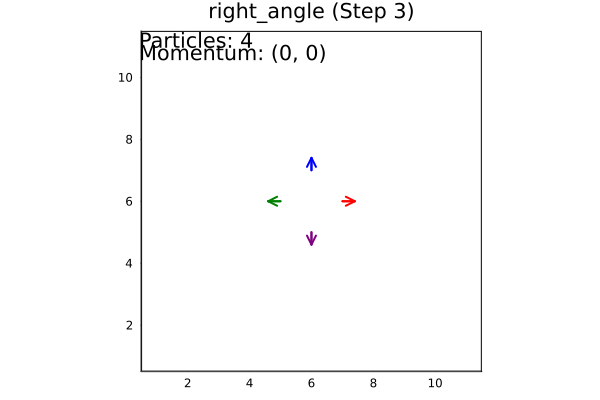 right_angle (Step 3)
Particles: 4
Momentum: (0, 0)
10
8
6
4
2
2 4 6 8 10